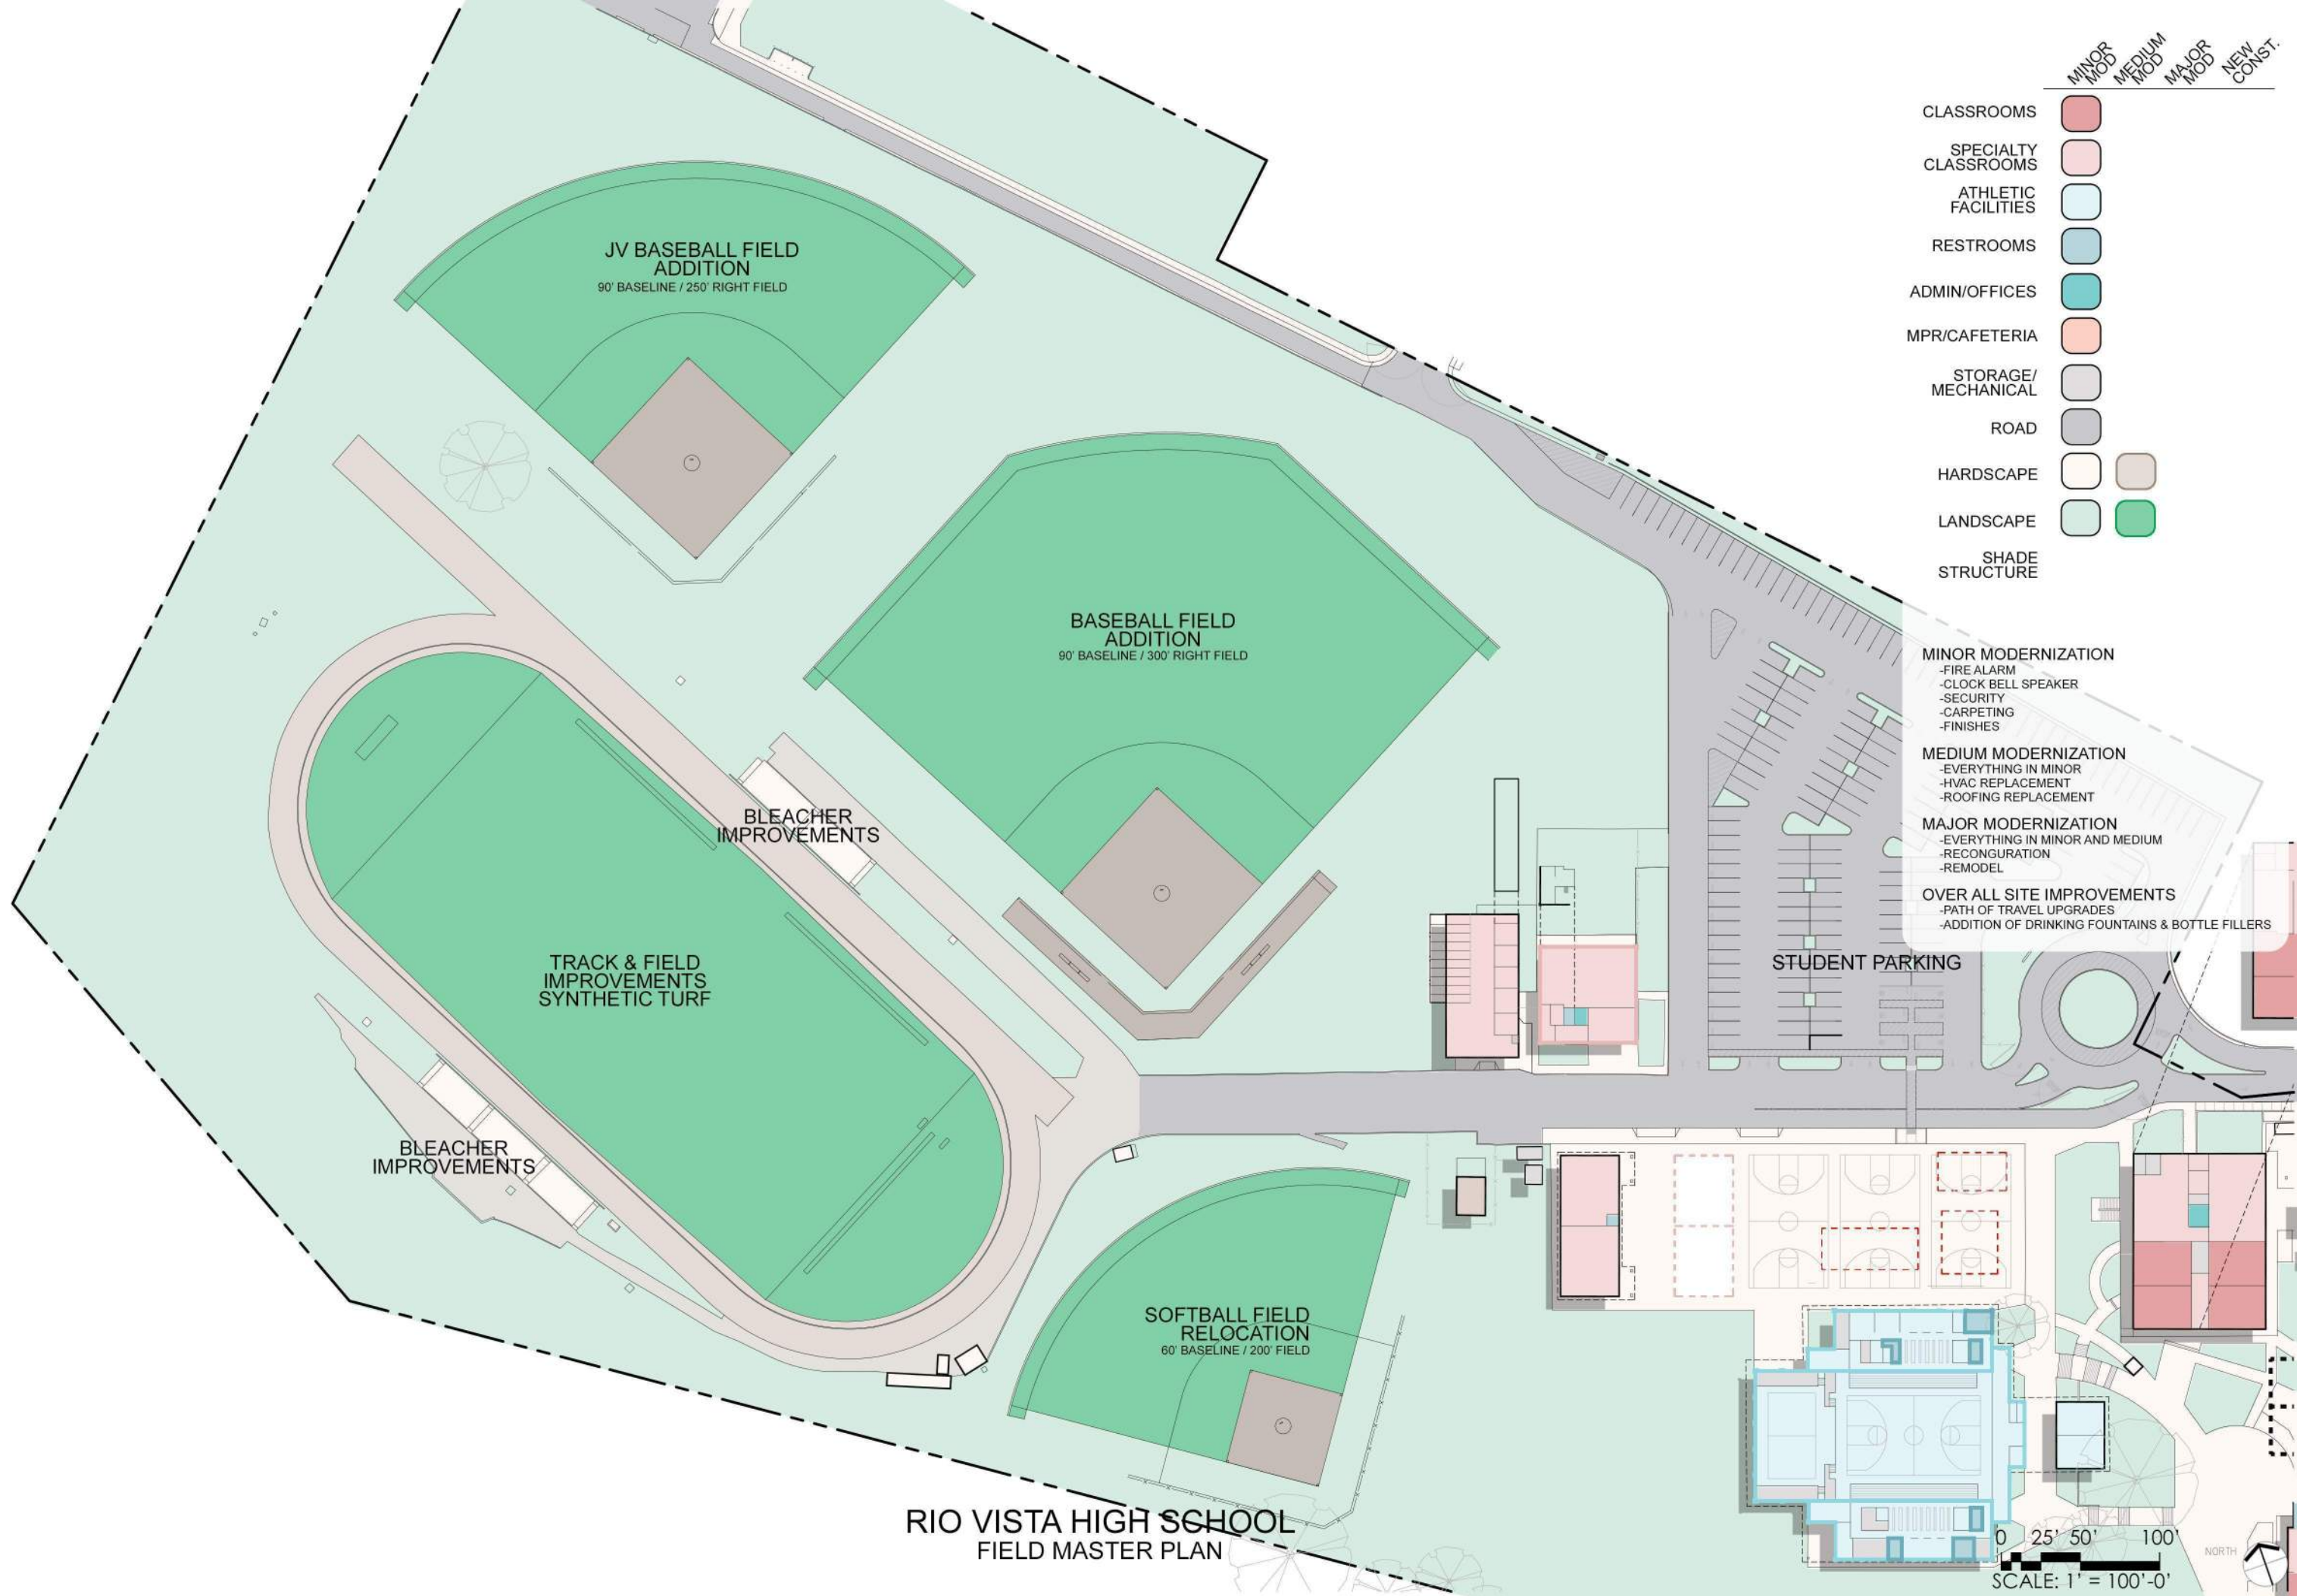 MINOR
MOD
MEDIUM
MOD
MAJOR
MOD
NEW
CONST.
CLASSROOMS
SPECIALTY
CLASSROOMS
ATHLETIC
FACILITIES
RESTROOMS
ADMIN/OFFICES
MPR/CAFETERIA
STORAGE/
MECHANICAL
ROAD
HARDSCAPE
LANDSCAPE
SHADE
STRUCTURE
JV BASEBALL FIELD
ADDITION
90' BASELINE / 250' RIGHT FIELD
BASEBALL FIELD
ADDITION
90' BASELINE / 300' RIGHT FIELD
MINOR MODERNIZATION
-FIRE ALARM
-CLOCK BELL SPEAKER
-SECURITY
-CARPETING
-FINISHES
MEDIUM MODERNIZATION
-EVERYTHING IN MINOR
-HVAC REPLACEMENT
-ROOFING REPLACEMENT
MAJOR MODERNIZATION
-EVERYTHING IN MINOR AND MEDIUM
-RECONGURATION
-REMODEL
OVER ALL SITE IMPROVEMENTS
-PATH OF TRAVEL UPGRADES
-ADDITION OF DRINKING FOUNTAINS & BOTTLE FILLERS
BLEACHER
IMPROVEMENTS
TRACK & FIELD
IMPROVEMENTS
SYNTHETIC TURF
STUDENT PARKING
BLEACHER
IMPROVEMENTS
SOFTBALL FIELD
RELOCATION
60' BASELINE / 200' FIELD
RIO VISTA HIGH SCHOOL
FIELD MASTER PLAN
0 25' 50' 100'
SCALE: 1' = 100'-0'
NORTH